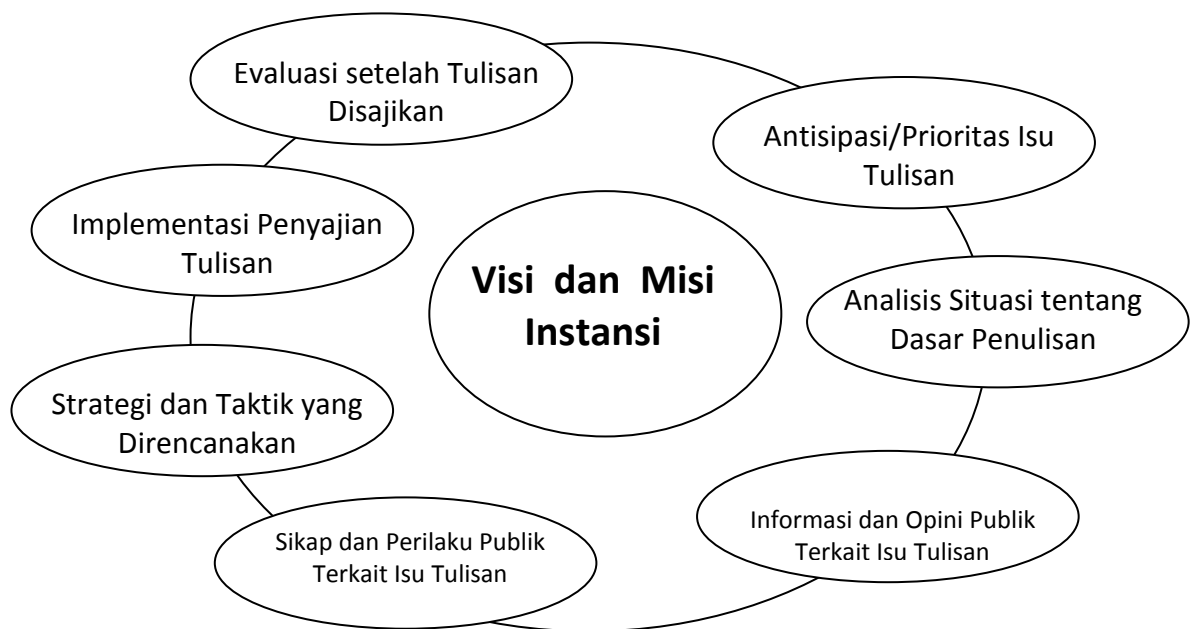 Evaluasi setelah Tulisan
Disajikan
Antisipasi/Prioritas Isu
Tulisan
Implementasi Penyajian
Tulisan
Visi dan Misi
Instansi
Analisis Situasi tentang
Dasar Penulisan
Strategi dan Taktik yang
Direncanakan
Informasi dan Opini Publik
Terkait Isu Tulisan
Sikap dan Perilaku Publik
Terkait Isu Tulisan